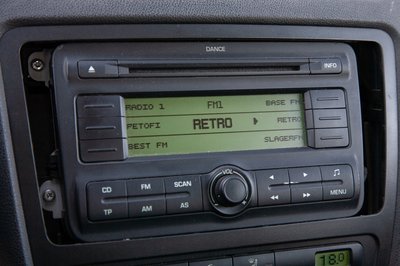 DANCE
INFO
RADIO 1 FM1 BASE FM
PETOFI RETRO RETRO
BEST FM SLAGERFM
CD FM SCAN VOL
TP AM AS MENU
18.0